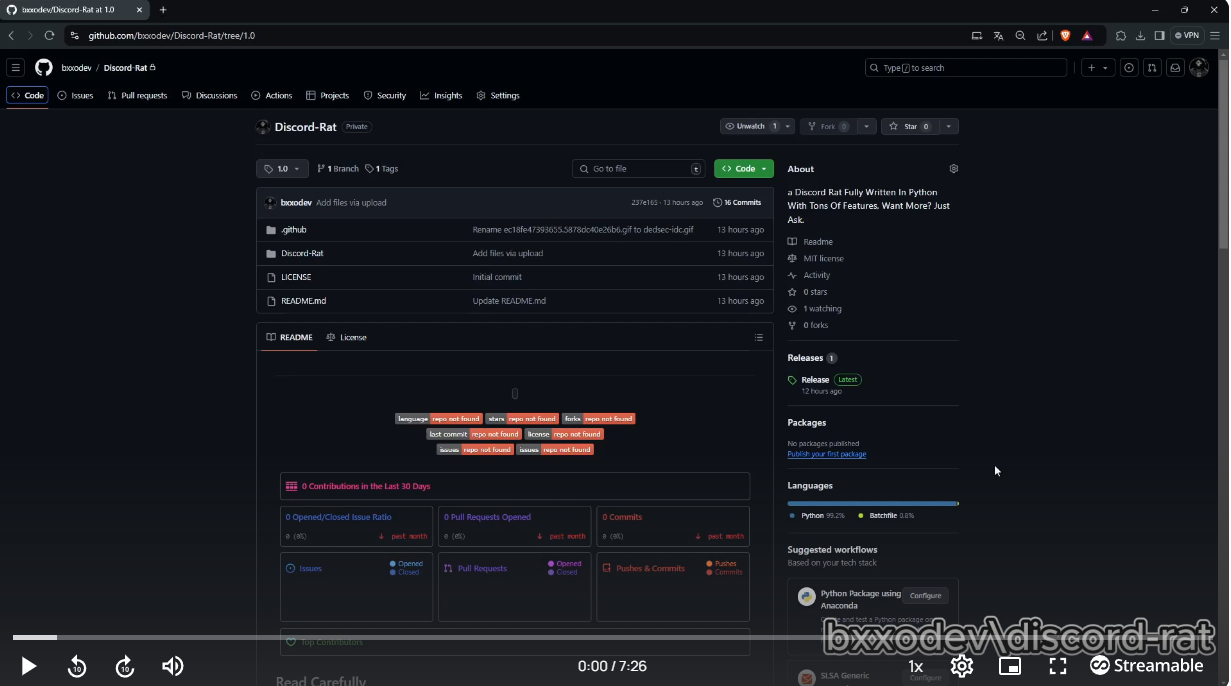 bxxodev/Discord-Rat at 1.0
github.com/bxxodev/Discord-Rat/tree/1.0
VPN
bxxodev / Discord-Rat
Type / to search
Code Issues Pull requests Discussions Actions Projects Security Insights Settings
Discord-Rat Private
Unwatch 1 Fork 0 Star 0
1.0 1 Branch 1 Tags
Go to file t
Code
bxxodev Add files via upload 237e165 · 13 hours ago 16 Commits
.github Rename ec18fe47393655.5878dc40e26b6.gif to dedsec-idc.gif 13 hours ago
Discord-Rat Add files via upload 13 hours ago
LICENSE Initial commit 13 hours ago
README.md Update README.md 13 hours ago
README License
language repo not found stars repo not found forks repo not found
last commit repo not found license repo not found
issues repo not found issues repo not found
0 Contributions in the Last 30 Days
0 Opened/Closed Issue Ratio 0 Pull Requests Opened 0 Commits
0 (0%) ↓ past month 0 (0%) ↓ past month 0 (0%) ↓ past month
Issues Opened Closed
Pull Requests Opened Closed
Pushes & Commits Pushes Commits
Top Contributors
Read Carefully
About
a Discord Rat Fully Written In Python
With Tons Of Features, Want More? Just
Ask.
Readme
MIT license
Activity
0 stars
1 watching
0 forks
Releases 1
Release Latest
12 hours ago
Packages
No packages published
Publish your first package
Languages
Python 99.2% Batchfile 0.8%
Suggested workflows
Based on your tech stack
Python Package using
Anaconda
Configure
SLSA Generic
Configure
bxxodev\discord-rat
10
10
0:00 / 7:26
1x
Streamable